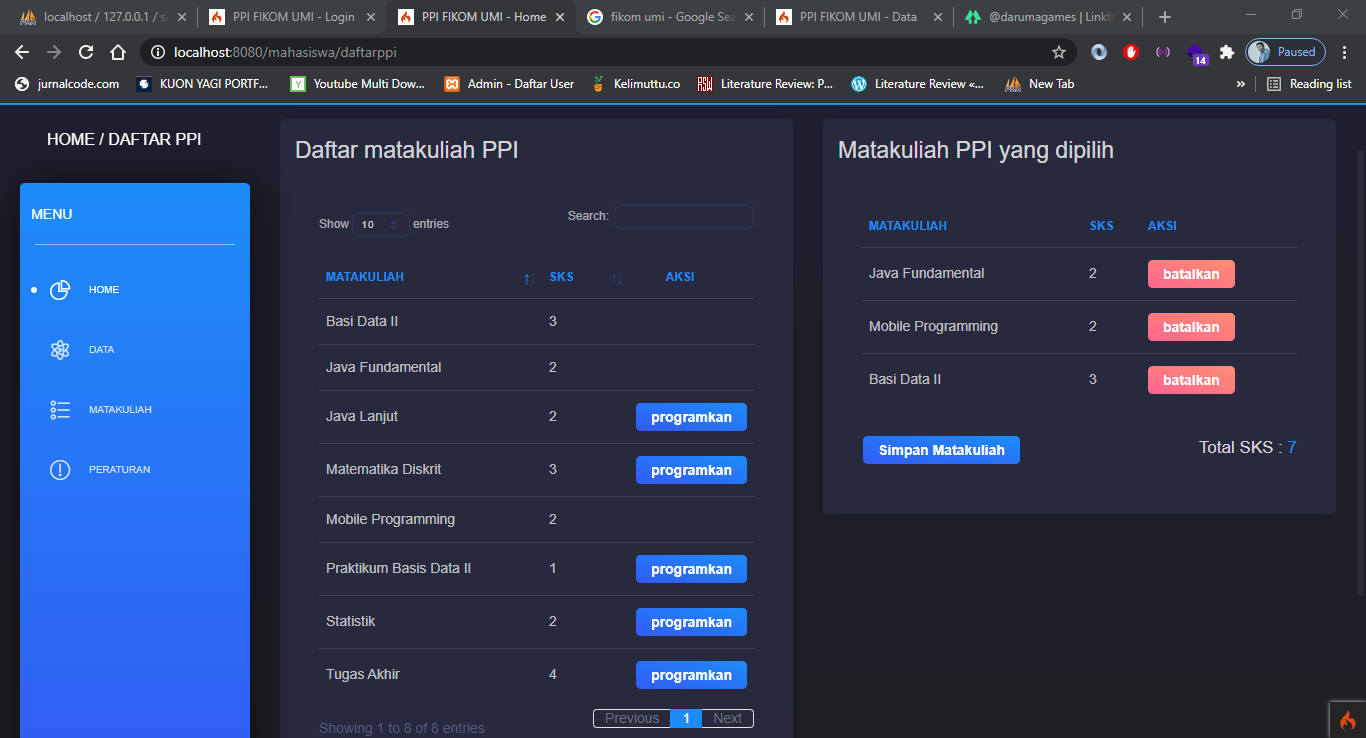 localhost / 127.0.0.1 / s
PPI FIKOM UMI - Login
PPI FIKOM UMI - Home
fikom umi - Google Sea
PPI FIKOM UMI - Data
@darumagames | Linkt
localhost:8080/mahasiswa/daftarppi
14
Paused
jurnalcode.com
KUON YAGI PORTF...
Youtube Multi Dow...
Admin - Daftar User
Kelimuttu.co
Literature Review: P...
Literature Review «...
New Tab
»
Reading list
HOME / DAFTAR PPI
MENU
HOME
DATA
MATAKULIAH
PERATURAN
Daftar matakuliah PPI
Show 10 entries
Search:
MATAKULIAH SKS AKSI
Basi Data II 3
Java Fundamental 2
Java Lanjut 2 programkan
Matematika Diskrit 3 programkan
Mobile Programming 2
Praktikum Basis Data II 1 programkan
Statistik 2 programkan
Tugas Akhir 4 programkan
Showing 1 to 8 of 8 entries
Previous 1 Next
Matakuliah PPI yang dipilih
MATAKULIAH SKS AKSI
Java Fundamental 2 batalkan
Mobile Programming 2 batalkan
Basi Data II 3 batalkan
Simpan Matakuliah
Total SKS : 7